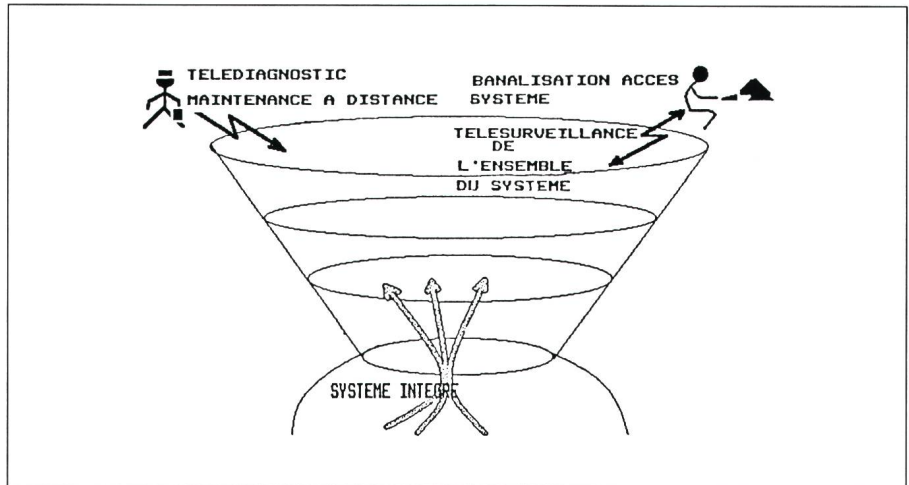 TELEDIAGNOSTIC
MAINTENANCE A DISTANCE
BANALISATION ACCES
SYSTEME
TELESURVEILLANCE
DE
L'ENSEMBLE
DU SYSTEME
SYSTEME INTEGRE